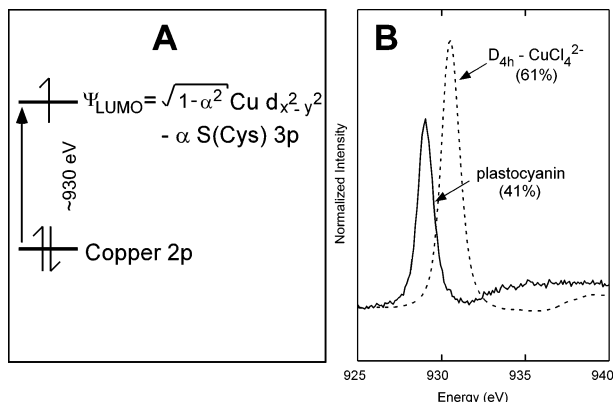 A
Ψ_LUMO = √1-α² Cu d_x²-y²
- α S(Cys) 3p
~930 eV
Copper 2p
B
D₄ₕ - CuCl₄²⁻
(61%)
plastocyanin
(41%)
Normalized Intensity
925 930 935 940
Energy (eV)